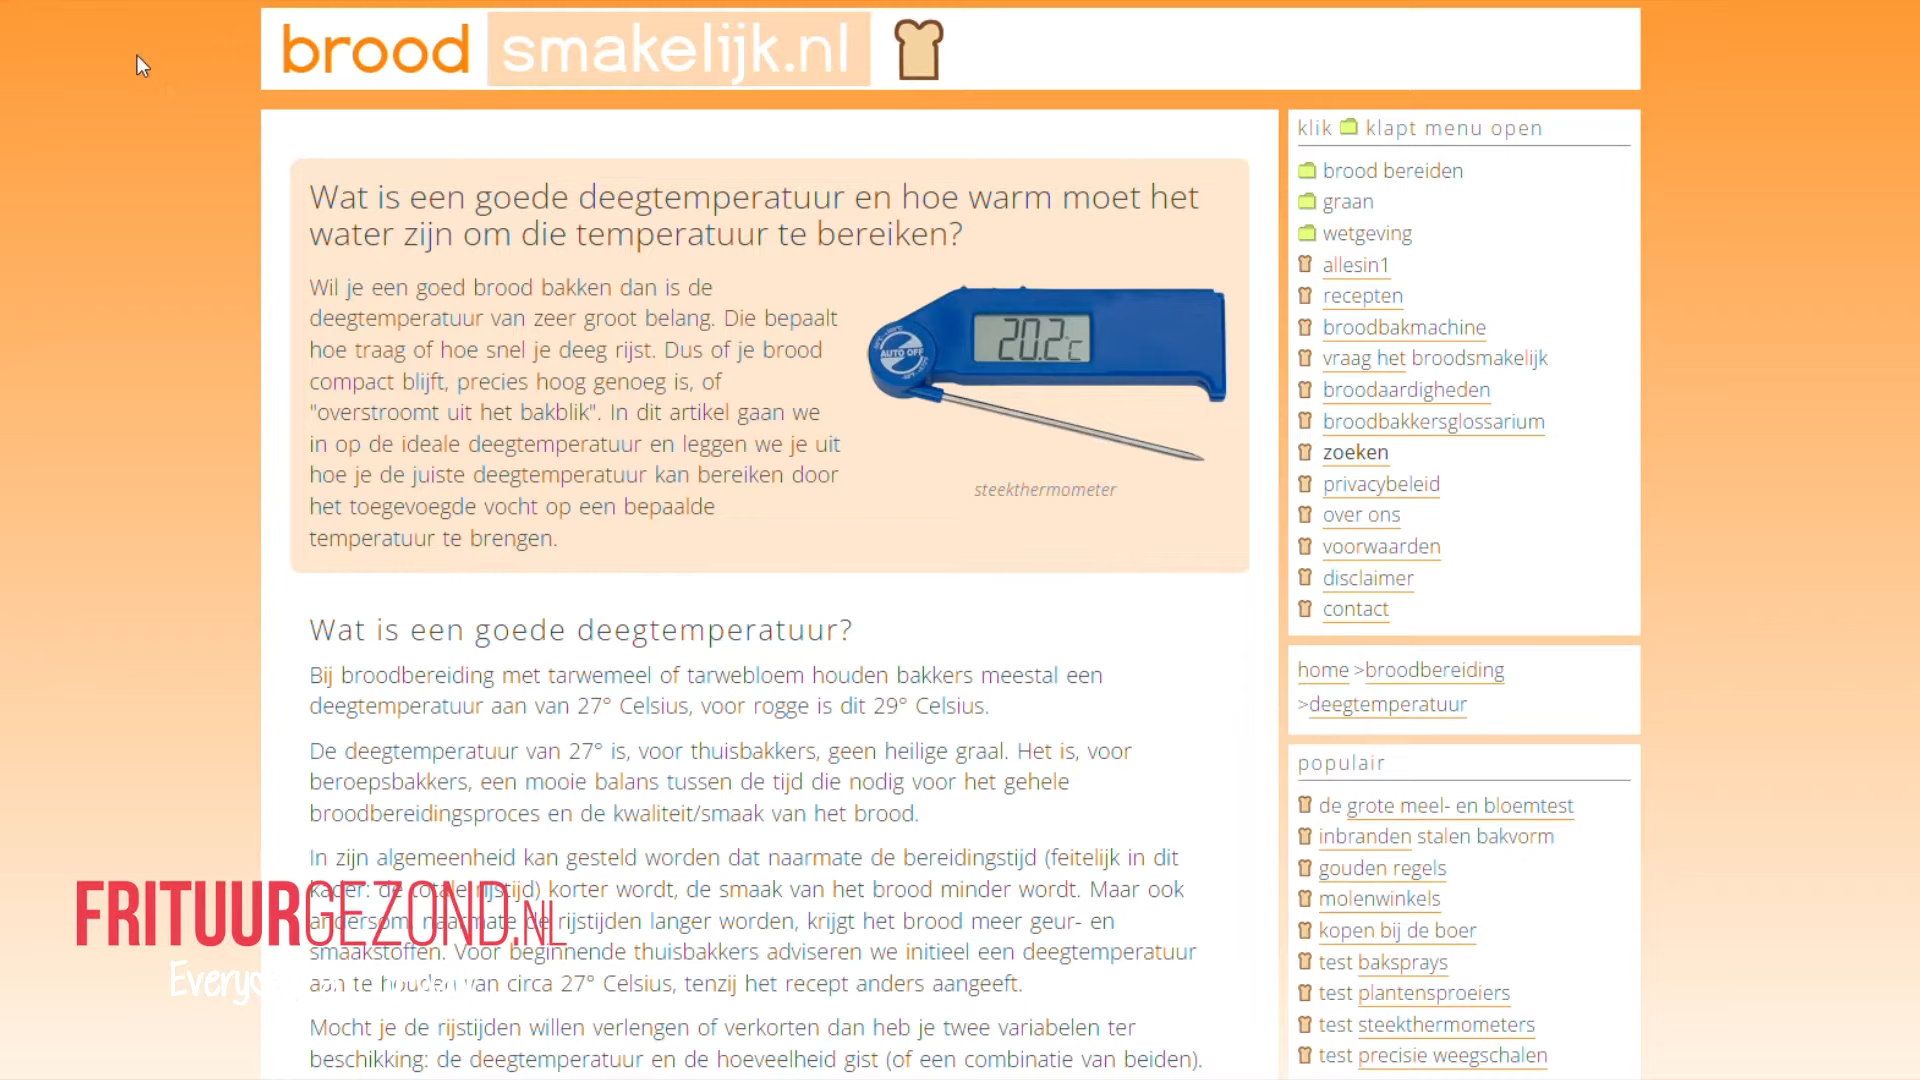 brood smakelijk.nl
Wat is een goede deegtemperatuur en hoe warm moet het
water zijn om die temperatuur te bereiken?
Wil je een goed brood bakken dan is de
deegtemperatuur van zeer groot belang. Die bepaalt
hoe traag of hoe snel je deeg rijst. Dus of je brood
compact blijft, precies hoog genoeg is, of
"overstroomt uit het bakblik". In dit artikel gaan we
in op de ideale deegtemperatuur en leggen we je uit
hoe je de juiste deegtemperatuur kan bereiken door
het toegevoegde vocht op een bepaalde
temperatuur te brengen.
AUTO OFF
20.2°C
steekthermometer
Wat is een goede deegtemperatuur?
Bij broodbereiding met tarwemeel of tarwebloem houden bakkers meestal een
deegtemperatuur aan van 27° Celsius, voor rogge is dit 29° Celsius.
De deegtemperatuur van 27° is, voor thuisbakkers, geen heilige graal. Het is, voor
beroepsbakkers, een mooie balans tussen de tijd die nodig voor het gehele
broodbereidingsproces en de kwaliteit/smaak van het brood.
In zijn algemeenheid kan gesteld worden dat naarmate de bereidingstijd (feitelijk in dit
kader: de totale rijstijd) korter wordt, de smaak van het brood minder wordt. Maar ook
andersom, naarmate de rijstijden langer worden, krijgt het brood meer geur- en
smaakstoffen. Voor beginnende thuisbakkers adviseren we initieel een deegtemperatuur
aan te houden van circa 27° Celsius, tenzij het recept anders aangeeft.
Mocht je de rijstijden willen verlengen of verkorten dan heb je twee variabelen ter
beschikking: de deegtemperatuur en de hoeveelheid gist (of een combinatie van beiden).
FRITUURGEZOND.NL
klik klapt menu open
brood bereiden
graan
wetgeving
allesin1
recepten
broodbakmachine
vraag het broodsmakelijk
broodaardigheden
broodbakkersglossarium
zoeken
privacybeleid
over ons
voorwaarden
disclaimer
contact
home >broodbereiding
>deegtemperatuur
populair
de grote meel- en bloemtest
inbranden stalen bakvorm
gouden regels
molenwinkels
kopen bij de boer
test baksprays
test plantensproeiers
test steekthermometers
test precisie weegschalen